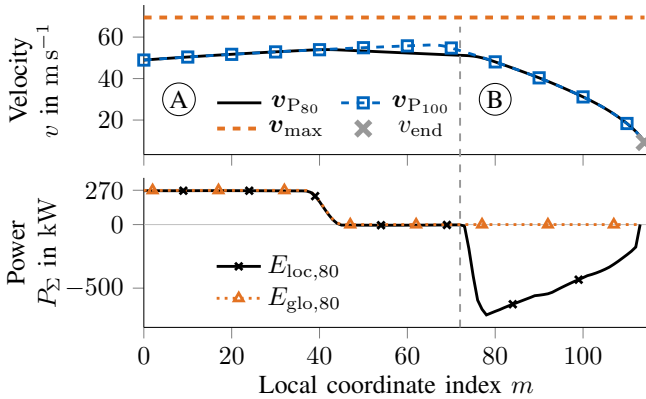 Velocity
v in m s⁻¹
60
40
20
A
B
v_P₈₀
v_P₁₀₀
v_max
v_end
Power
P_Σ in kW
270
0
−500
E_loc,80
E_glo,80
0
20
40
60
80
100
Local coordinate index m